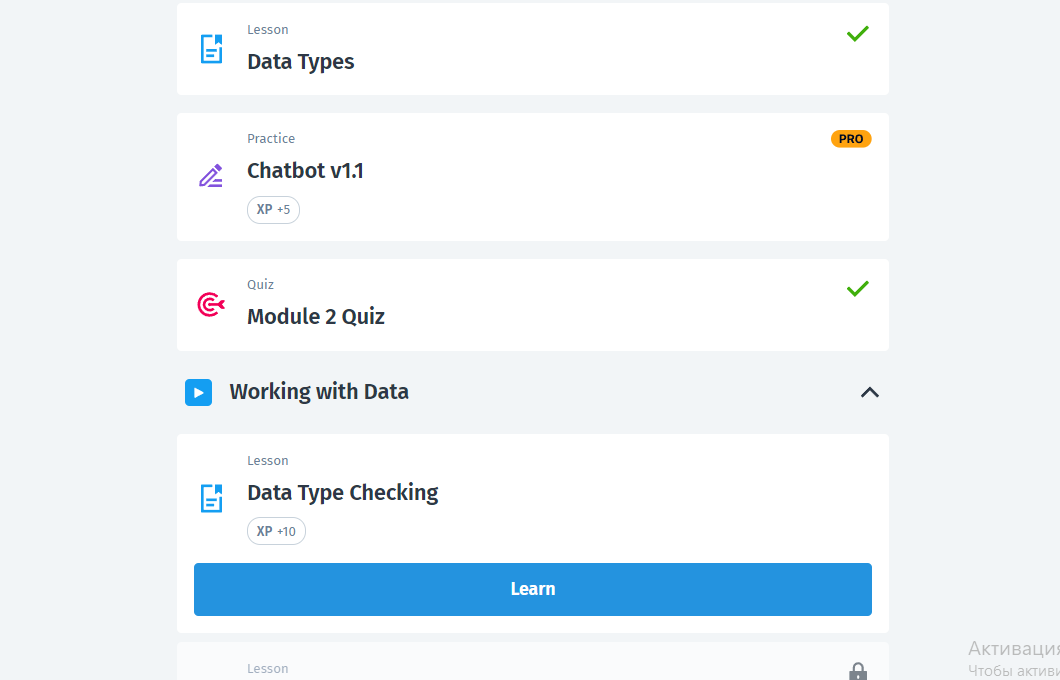 Lesson
Data Types
Practice
PRO
Chatbot v1.1
XP +5
Quiz
Module 2 Quiz
Working with Data
Lesson
Data Type Checking
XP +10
Learn
Lesson
Активация
Чтобы